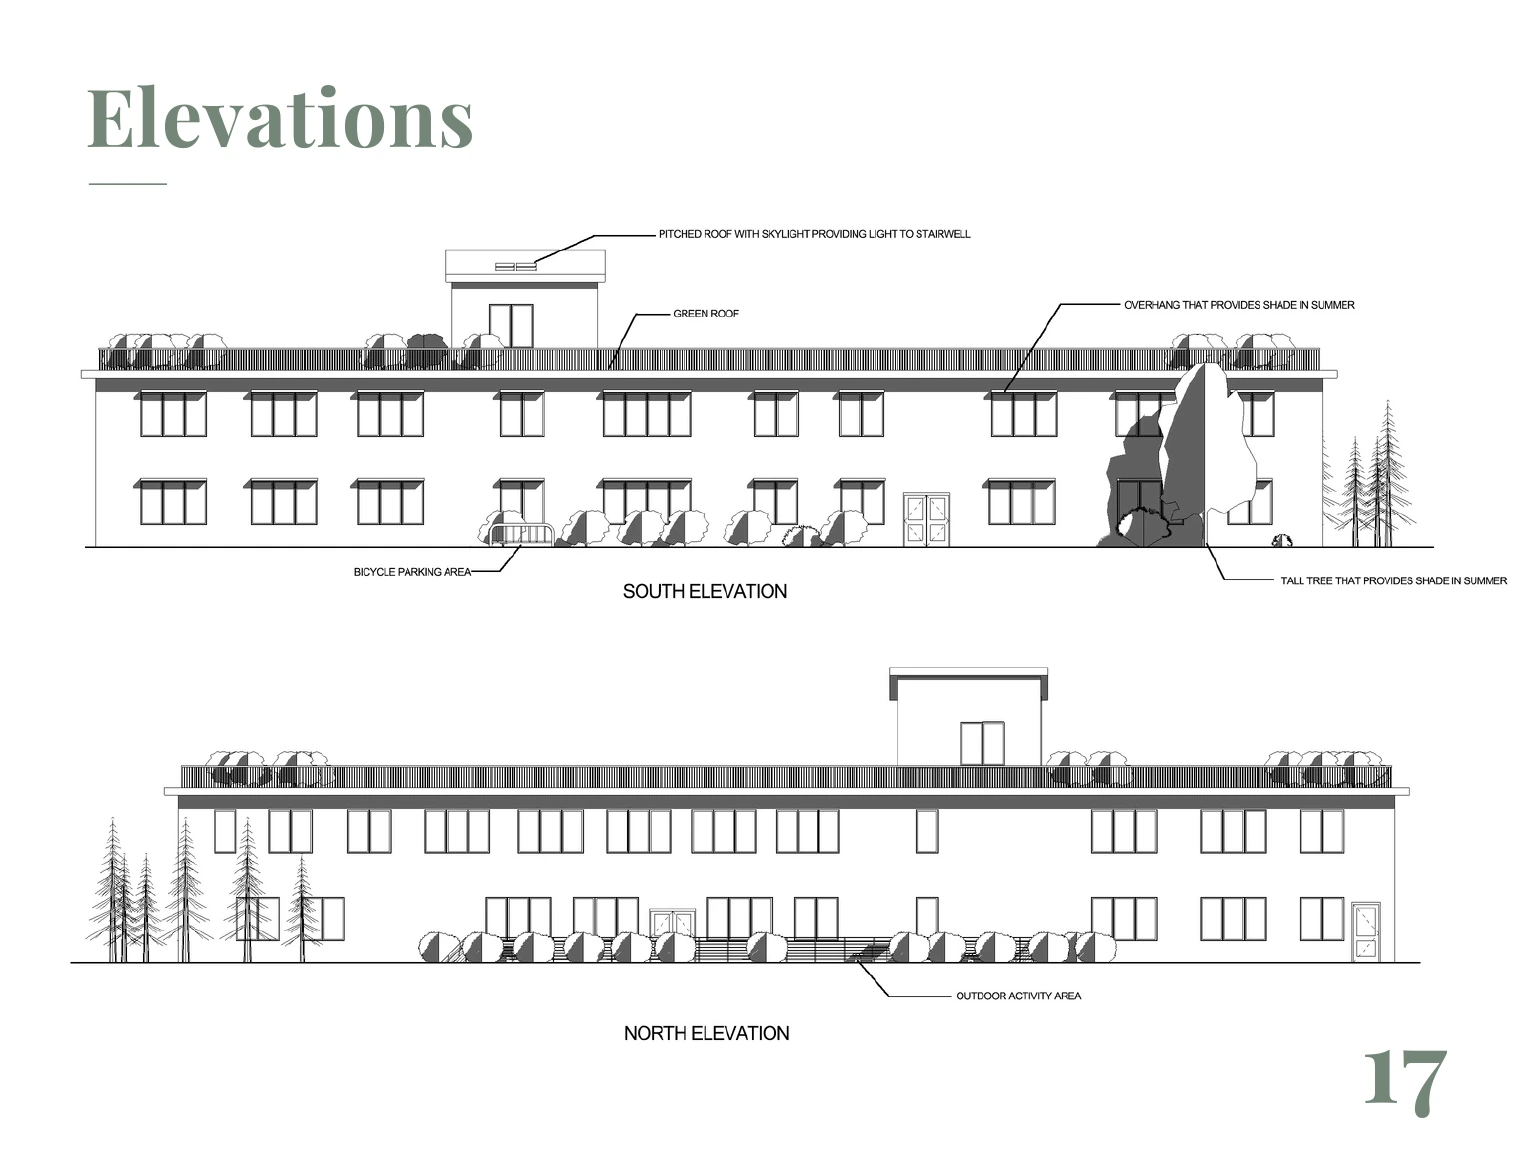 Elevations
PITCHED ROOF WITH SKYLIGHT PROVIDING LIGHT TO STAIRWELL
OVERHANG THAT PROVIDES SHADE IN SUMMER
GREEN ROOF
BICYCLE PARKING AREA
TALL TREE THAT PROVIDES SHADE IN SUMMER
SOUTH ELEVATION
OUTDOOR ACTIVITY AREA
NORTH ELEVATION
17